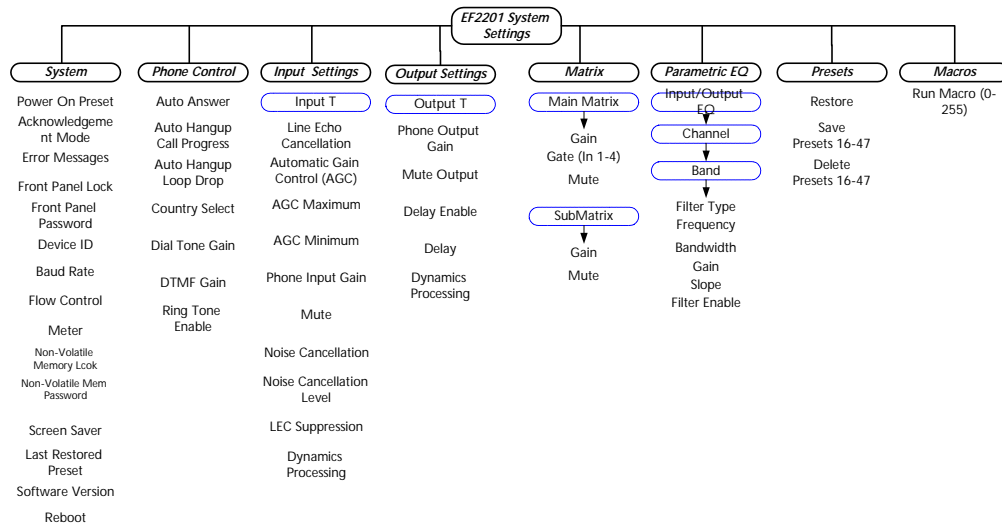 EF2201 System
Settings
System
Power On Preset
Acknowledgeme
nt Mode
Error Messages
Front Panel Lock
Front Panel
Password
Device ID
Baud Rate
Flow Control
Meter
Non-Volatile
Memory Lcok
Non-Volatile Mem
Password
Screen Saver
Last Restored
Preset
Software Version
Reboot
Phone Control
Auto Answer
Auto Hangup
Call Progress
Auto Hangup
Loop Drop
Country Select
Dial Tone Gain
DTMF Gain
Ring Tone
Enable
Input Settings
Input T
Line Echo
Cancellation
Automatic Gain
Control (AGC)
AGC Maximum
AGC Minimum
Phone Input Gain
Mute
Noise Cancellation
Noise Cancellation
Level
LEC Suppression
Dynamics
Processing
Output Settings
Output T
Phone Output
Gain
Mute Output
Delay Enable
Delay
Dynamics
Processing
Matrix
Main Matrix
Gain
Gate (In 1-4)
Mute
SubMatrix
Gain
Mute
Parametric EQ
Input/Output
EQ
Channel
Band
Filter Type
Frequency
Bandwidth
Gain
Slope
Filter Enable
Presets
Restore
Save
Presets 16-47
Delete
Presets 16-47
Macros
Run Macro (0-
255)